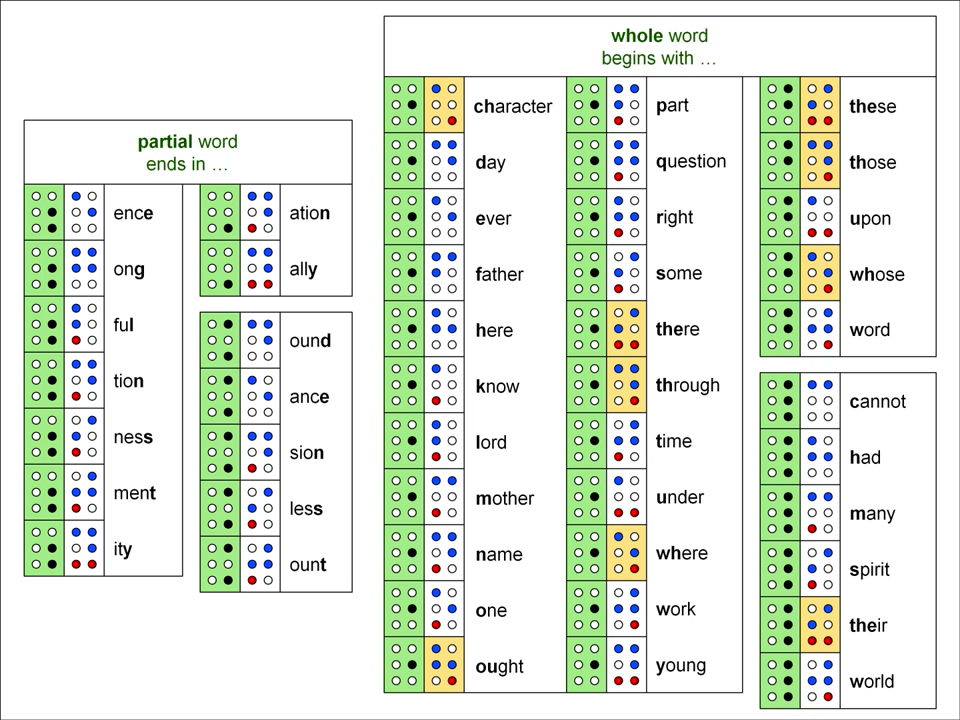 partial word
ends in …
ence
ong
ful
tion
ness
ment
ity
ation
ally
ound
ance
sion
less
ount
whole word
begins with …
character
day
ever
father
here
know
lord
mother
name
one
ought
part
question
right
some
there
through
time
under
where
work
young
these
those
upon
whose
word
cannot
had
many
spirit
their
world